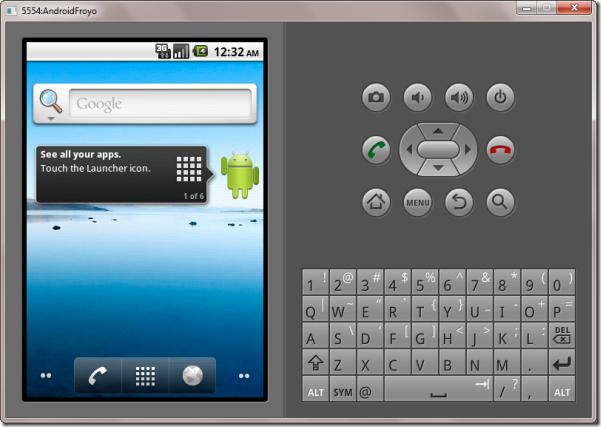 5554:AndroidFroyo
3G 12:32 AM
Google
See all your apps.
Touch the Launcher icon.
1 of 6
MENU
1 ! 2 @ 3 # 4 $ 5 % 6 ^ 7 & 8 * 9 ( 0 )
Q | W ~ E " R ` T { Y } U _ I - O + P =
A S \ D ' F [ G ] H < J > K ; L : DEL
Z X C V B N M .
ALT SYM @ / ? , ALT